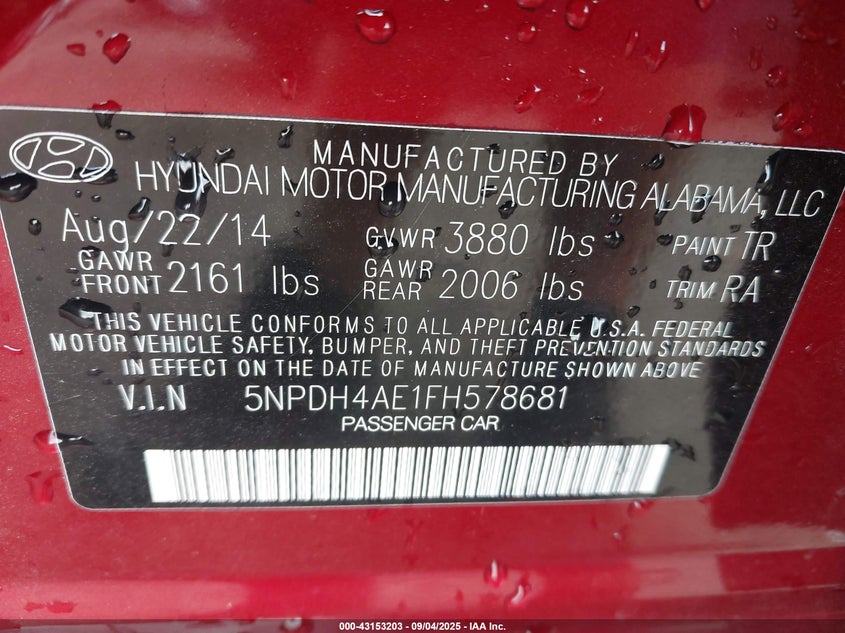 MANUFACTURED BY
HYUNDAI MOTOR MANUFACTURING ALABAMA, LLC
Aug/22/14 GVWR 3880 lbs PAINT TR
GAWR FRONT 2161 lbs GAWR REAR 2006 lbs TRIM RA
THIS VEHICLE CONFORMS TO ALL APPLICABLE U.S.A. FEDERAL
MOTOR VEHICLE SAFETY, BUMPER, AND THEFT PREVENTION STANDARDS
IN EFFECT ON THE DATE OF MANUFACTURE SHOWN ABOVE
V.I.N 5NPDH4AE1FH578681
PASSENGER CAR
000-43153203 - 09/04/2025 - IAA Inc.